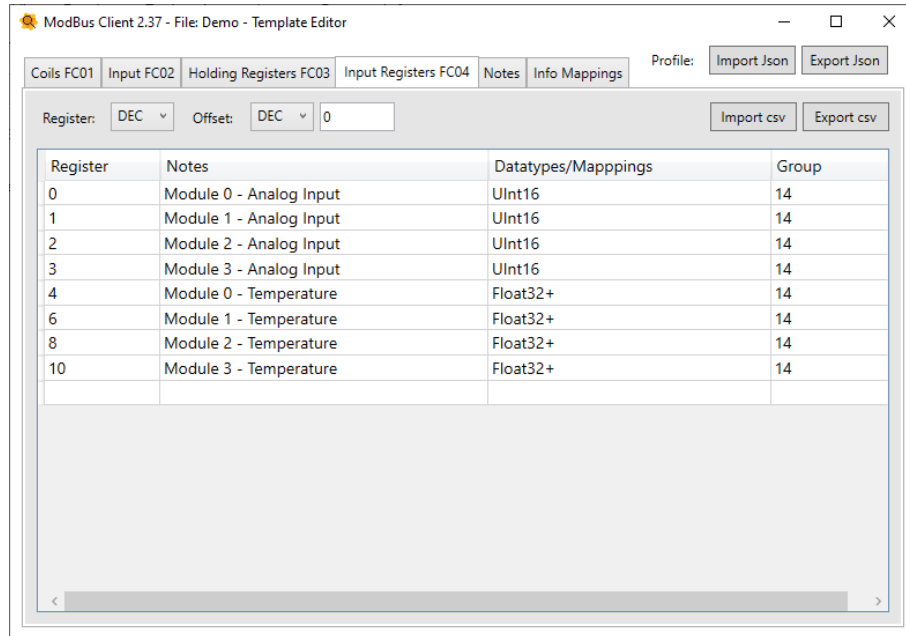 ModBus Client 2.37 - File: Demo - Template Editor
Coils FC01 Input FC02 Holding Registers FC03 Input Registers FC04 Notes Info Mappings Profile: Import Json Export Json
Register: DEC Offset: DEC 0 Import csv Export csv
Register Notes Datatypes/Mapppings Group
0 Module 0 - Analog Input UInt16 14
1 Module 1 - Analog Input UInt16 14
2 Module 2 - Analog Input UInt16 14
3 Module 3 - Analog Input UInt16 14
4 Module 0 - Temperature Float32+ 14
6 Module 1 - Temperature Float32+ 14
8 Module 2 - Temperature Float32+ 14
10 Module 3 - Temperature Float32+ 14